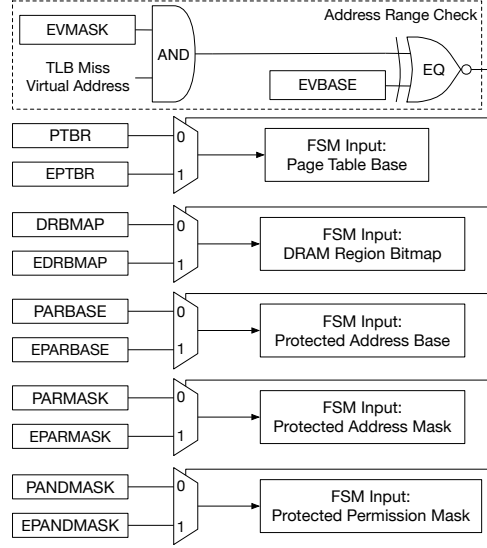 Address Range Check
EVMASK
AND
TLB Miss
Virtual Address
EQ
EVBASE
PTBR
0
EPTBR
1
FSM Input:
Page Table Base
DRBMAP
0
EDRBMAP
1
FSM Input:
DRAM Region Bitmap
PARBASE
0
EPARBASE
1
FSM Input:
Protected Address Base
PARMASK
0
EPARMASK
1
FSM Input:
Protected Address Mask
PANDMASK
0
EPANDMASK
1
FSM Input:
Protected Permission Mask